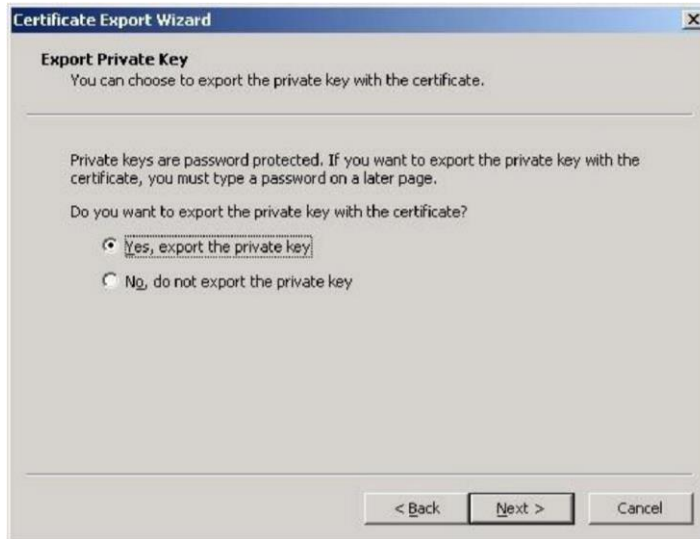 Certificate Export Wizard
Export Private Key
You can choose to export the private key with the certificate.
Private keys are password protected. If you want to export the private key with the
certificate, you must type a password on a later page.
Do you want to export the private key with the certificate?
Yes, export the private key
No, do not export the private key
< Back
Next >
Cancel